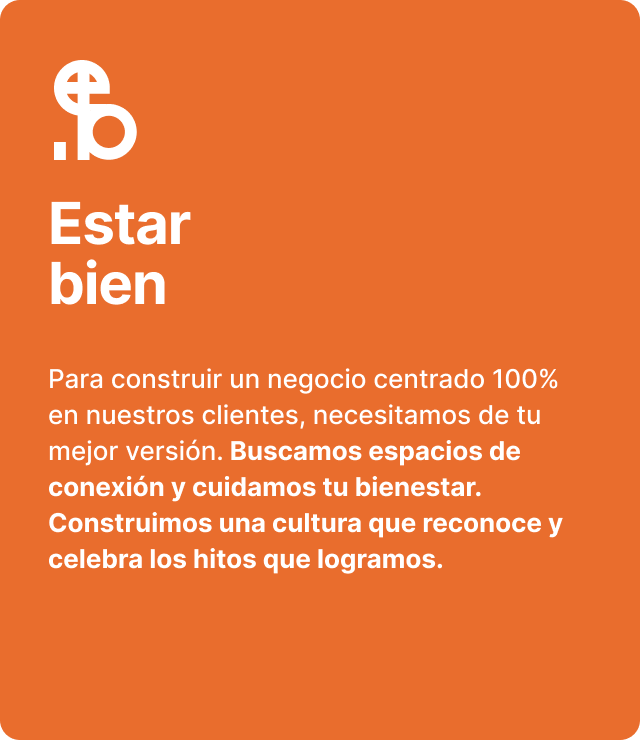 Estar
bien
Para construir un negocio centrado 100%
en nuestros clientes, necesitamos de tu
mejor versión. Buscamos espacios de
conexión y cuidamos tu bienestar.
Construimos una cultura que reconoce y
celebra los hitos que logramos.